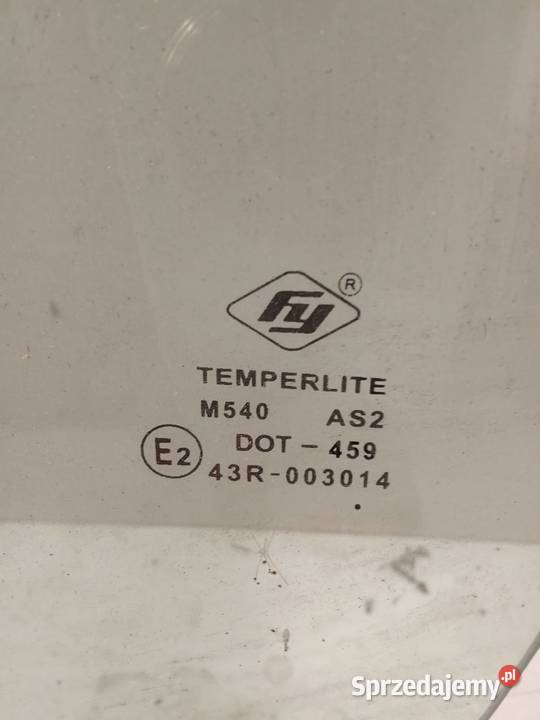 FY ®
TEMPERLITE
M540 AS2
DOT - 459
E2 43R-003014
Sprzedajemy.pl